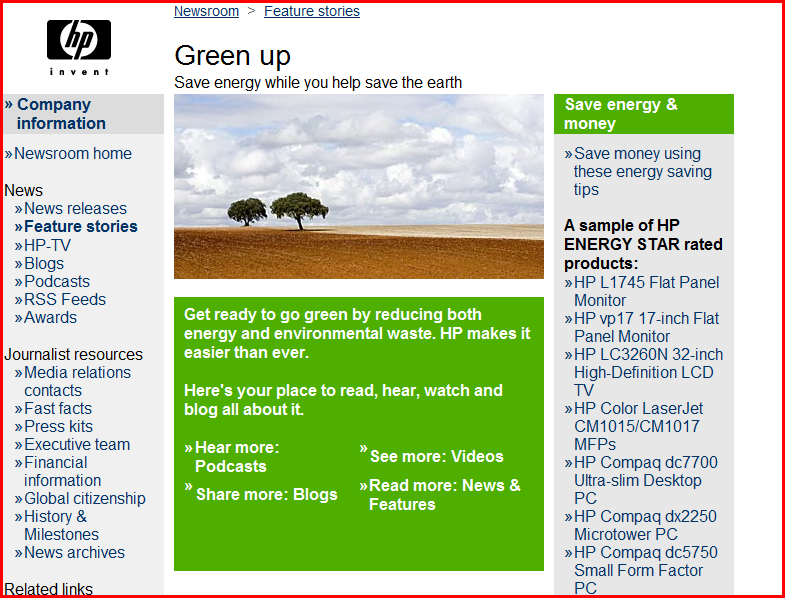 Newsroom > Feature stories
hp
invent
Green up
Save energy while you help save the earth
» Company
information
»Newsroom home
News
»News releases
»Feature stories
»HP-TV
»Blogs
»Podcasts
»RSS Feeds
»Awards
Journalist resources
»Media relations
contacts
»Fast facts
»Press kits
»Executive team
»Financial
information
»Global citizenship
»History &
Milestones
»News archives
Related links
Get ready to go green by reducing both
energy and environmental waste. HP makes it
easier than ever.
Here's your place to read, hear, watch and
blog all about it.
»Hear more:
Podcasts
»See more: Videos
»Share more: Blogs
»Read more: News &
Features
Save energy &
money
»Save money using
these energy saving
tips
A sample of HP
ENERGY STAR rated
products:
»HP L1745 Flat Panel
Monitor
»HP vp17 17-inch Flat
Panel Monitor
»HP LC3260N 32-inch
High-Definition LCD
TV
»HP Color LaserJet
CM1015/CM1017
MFPs
»HP Compaq dc7700
Ultra-slim Desktop
PC
»HP Compaq dx2250
Microtower PC
»HP Compaq dc5750
Small Form Factor
PC